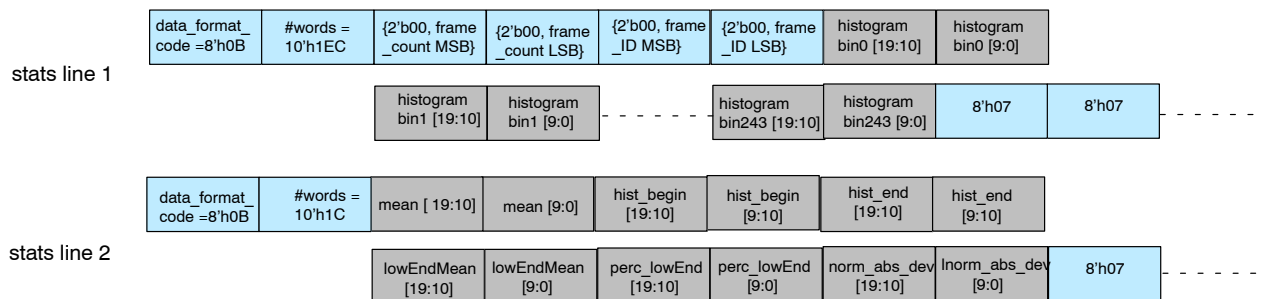 data_format_
code =8'h0B
#words =
10'h1EC
{2'b00, frame
_count MSB}
{2'b00, frame
_count LSB}
{2'b00, frame
_ID MSB}
{2'b00, frame
_ID LSB}
histogram
bin0 [19:10]
histogram
bin0 [9:0]
stats line 1
histogram
bin1 [19:10]
histogram
bin1 [9:0]
histogram
bin243 [19:10]
histogram
bin243 [9:0]
8'h07
8'h07
data_format_
code =8'h0B
#words =
10'h1C
mean [ 19:10]
mean [9:0]
hist_begin
[19:10]
hist_begin
[9:10]
hist_end
[19:10]
hist_end
[9:10]
stats line 2
lowEndMean
[19:10]
lowEndMean
[9:0]
perc_lowEnd
[19:10]
perc_lowEnd
[9:0]
norm_abs_dev
[19:10]
lnorm_abs_dev
[9:0]
8'h07